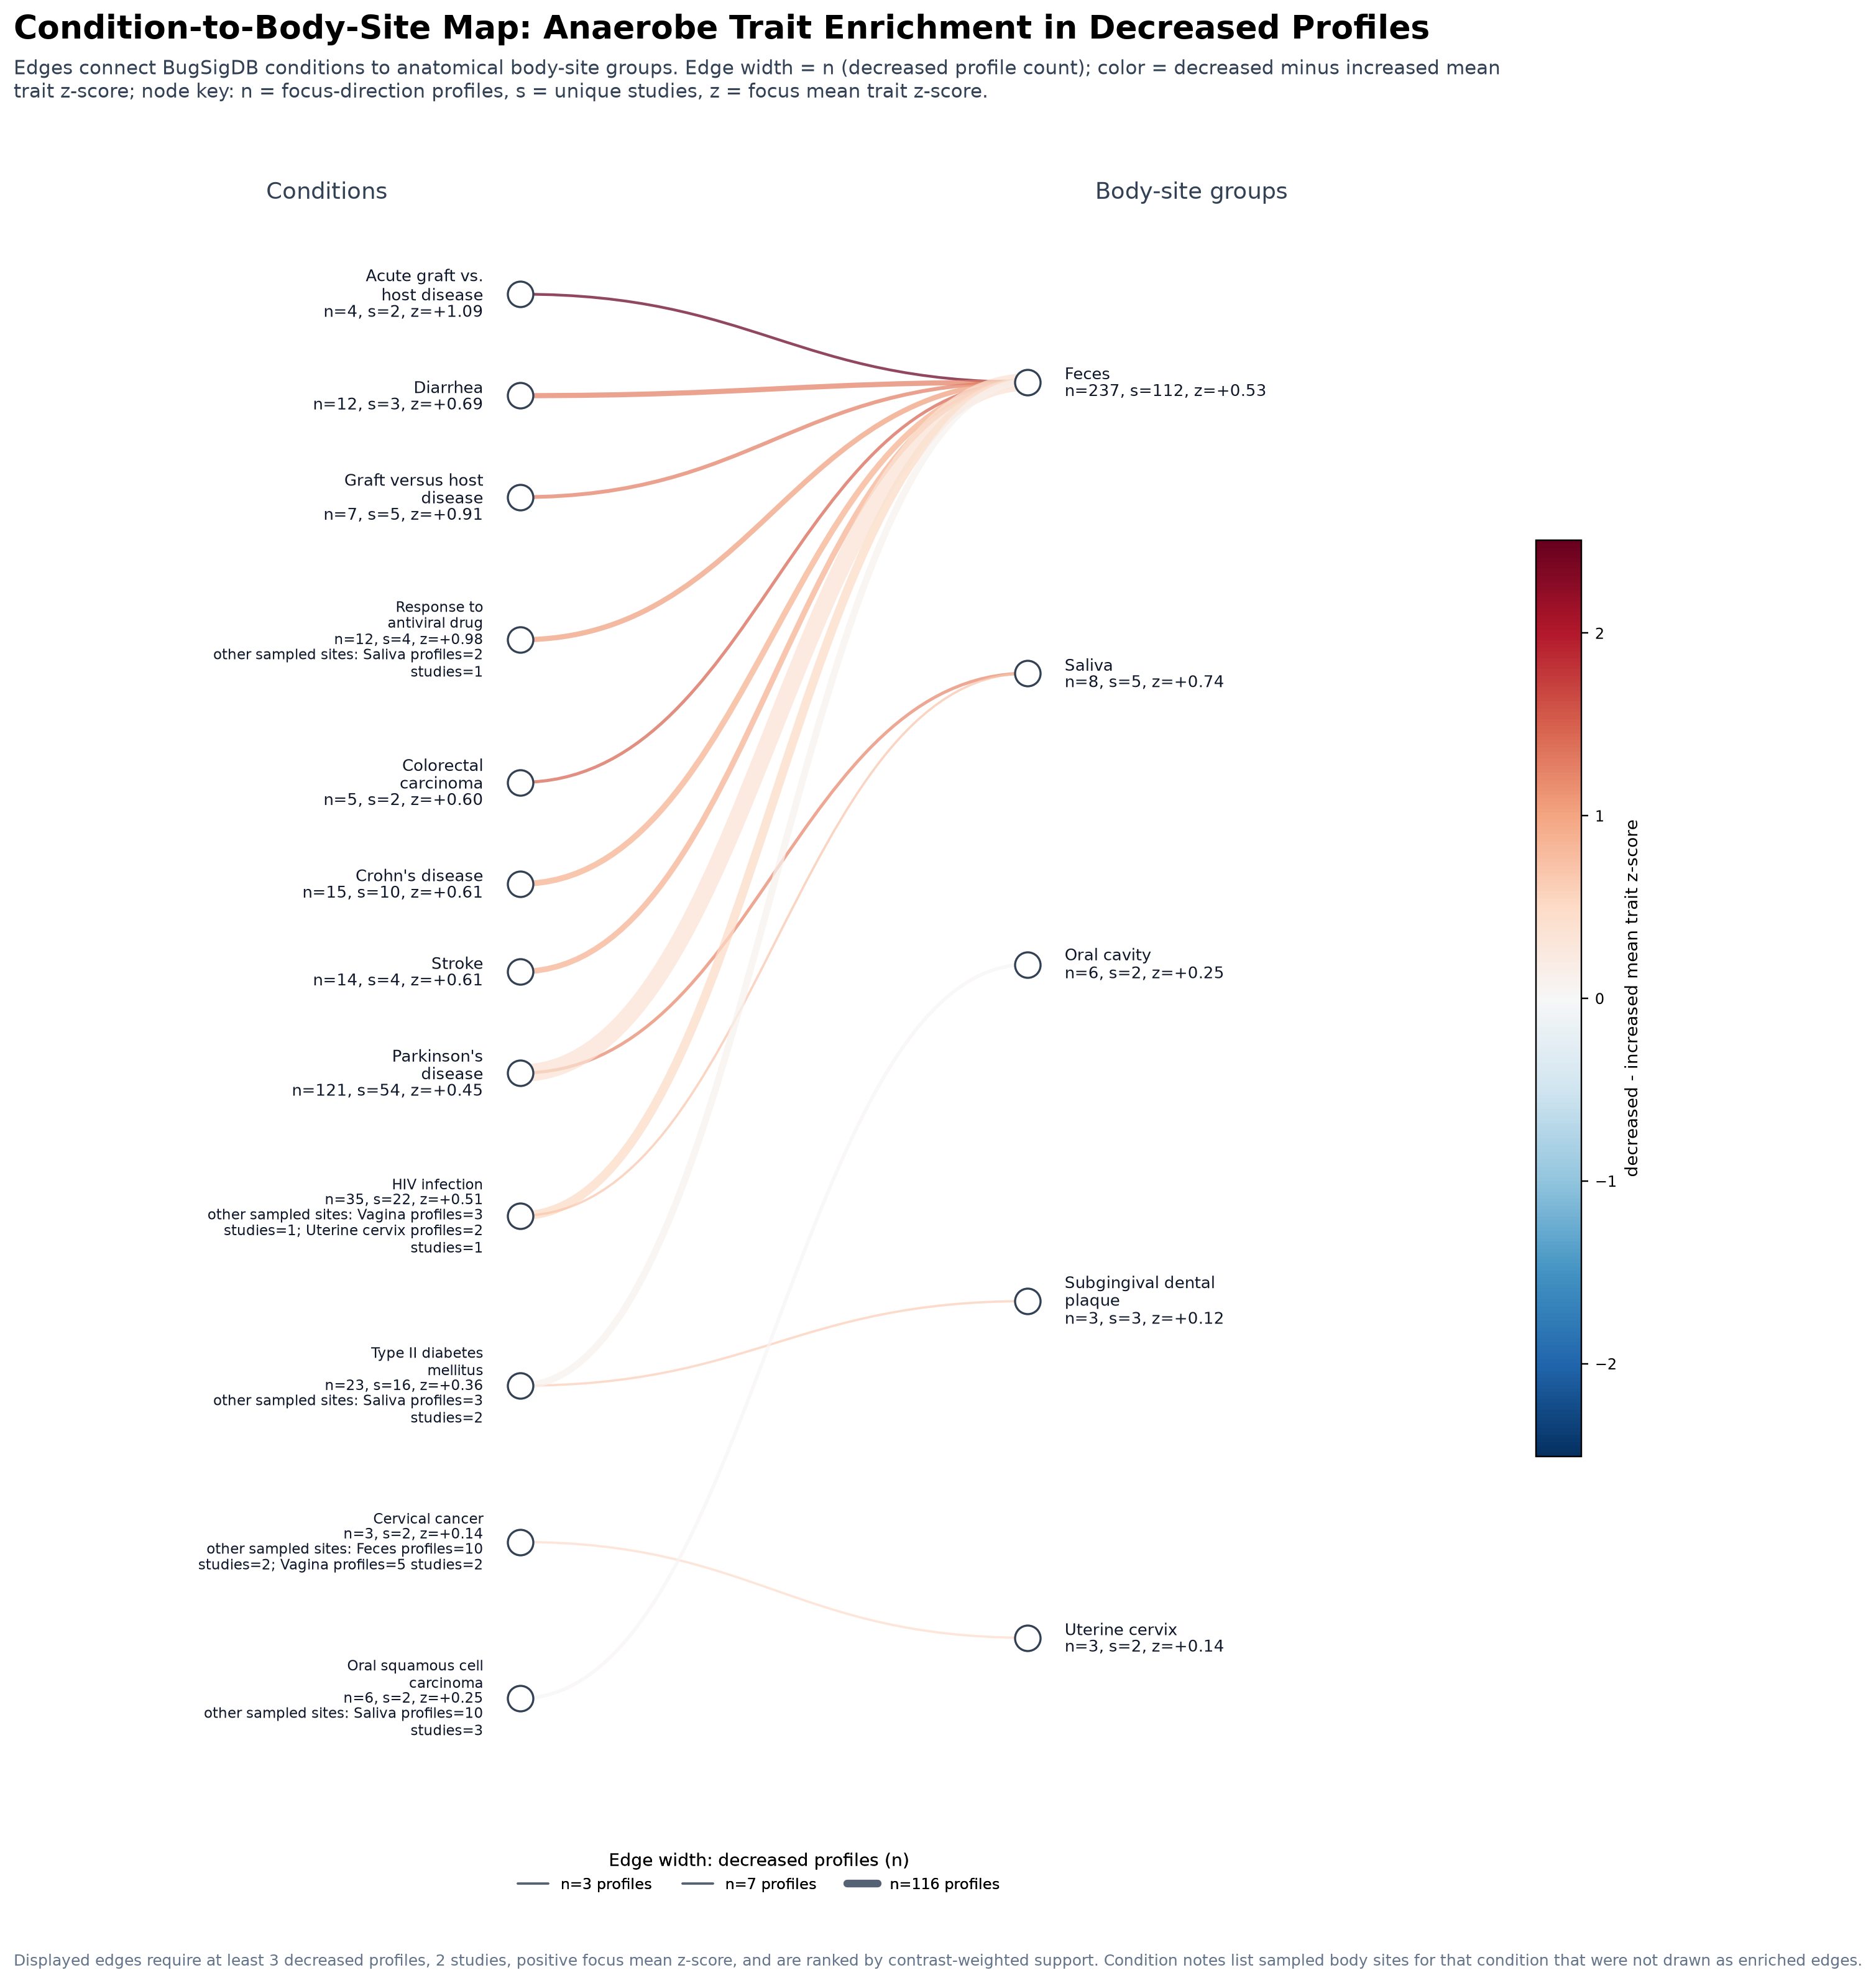 Condition-to-Body-Site Map: Anaerobe Trait Enrichment in Decreased Profiles
Edges connect BugSigDB conditions to anatomical body-site groups. Edge width = n (decreased profile count); color = decreased minus increased mean
trait z-score; node key: n = focus-direction profiles, s = unique studies, z = focus mean trait z-score.
Conditions
Body-site groups
Acute graft vs.
host disease
n=4, s=2, z=+1.09
Diarrhea
n=12, s=3, z=+0.69
Graft versus host
disease
n=7, s=5, z=+0.91
Response to
antiviral drug
n=12, s=4, z=+0.98
other sampled sites: Saliva profiles=2
studies=1
Colorectal
carcinoma
n=5, s=2, z=+0.60
Crohn's disease
n=15, s=10, z=+0.61
Stroke
n=14, s=4, z=+0.61
Parkinson's
disease
n=121, s=54, z=+0.45
HIV infection
n=35, s=22, z=+0.51
other sampled sites: Vagina profiles=3
studies=1; Uterine cervix profiles=2
studies=1
Type II diabetes
mellitus
n=23, s=16, z=+0.36
other sampled sites: Saliva profiles=3
studies=2
Cervical cancer
n=3, s=2, z=+0.14
other sampled sites: Feces profiles=10
studies=2; Vagina profiles=5 studies=2
Oral squamous cell
carcinoma
n=6, s=2, z=+0.25
other sampled sites: Saliva profiles=10
studies=3
Feces
n=237, s=112, z=+0.53
Saliva
n=8, s=5, z=+0.74
Oral cavity
n=6, s=2, z=+0.25
Subgingival dental
plaque
n=3, s=3, z=+0.12
Uterine cervix
n=3, s=2, z=+0.14
2
1
0
−1
−2
decreased - increased mean trait z-score
Edge width: decreased profiles (n)
n=3 profiles
n=7 profiles
n=116 profiles
Displayed edges require at least 3 decreased profiles, 2 studies, positive focus mean z-score, and are ranked by contrast-weighted support. Condition notes list sampled body sites for that condition that were not drawn as enriched edges.